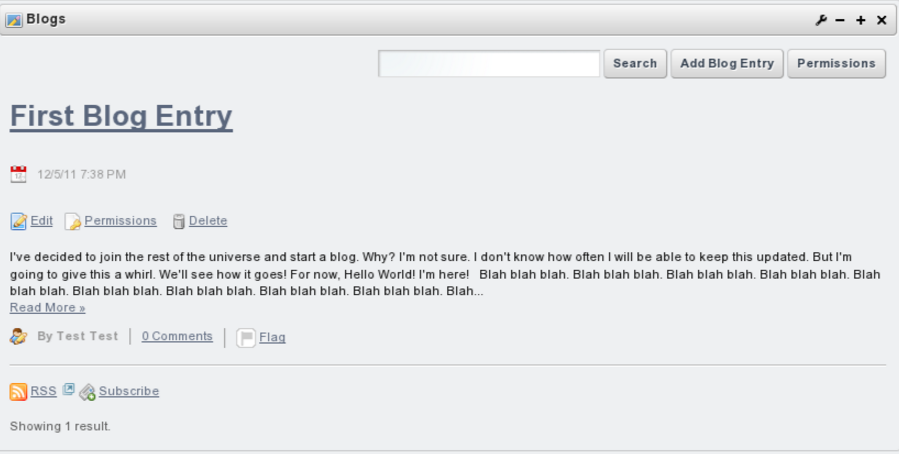 Blogs
Search Add Blog Entry Permissions
First Blog Entry
12/5/11 7:38 PM
Edit Permissions Delete
I've decided to join the rest of the universe and start a blog. Why? I'm not sure. I don't know how often I will be able to keep this updated. But I'm
going to give this a whirl. We'll see how it goes! For now, Hello World! I'm here! Blah blah blah. Blah blah blah. Blah blah blah. Blah blah blah. Blah
blah blah. Blah blah blah. Blah blah blah. Blah blah blah. Blah blah blah. Blah...
Read More »
By Test Test | 0 Comments | Flag
RSS Subscribe
Showing 1 result.